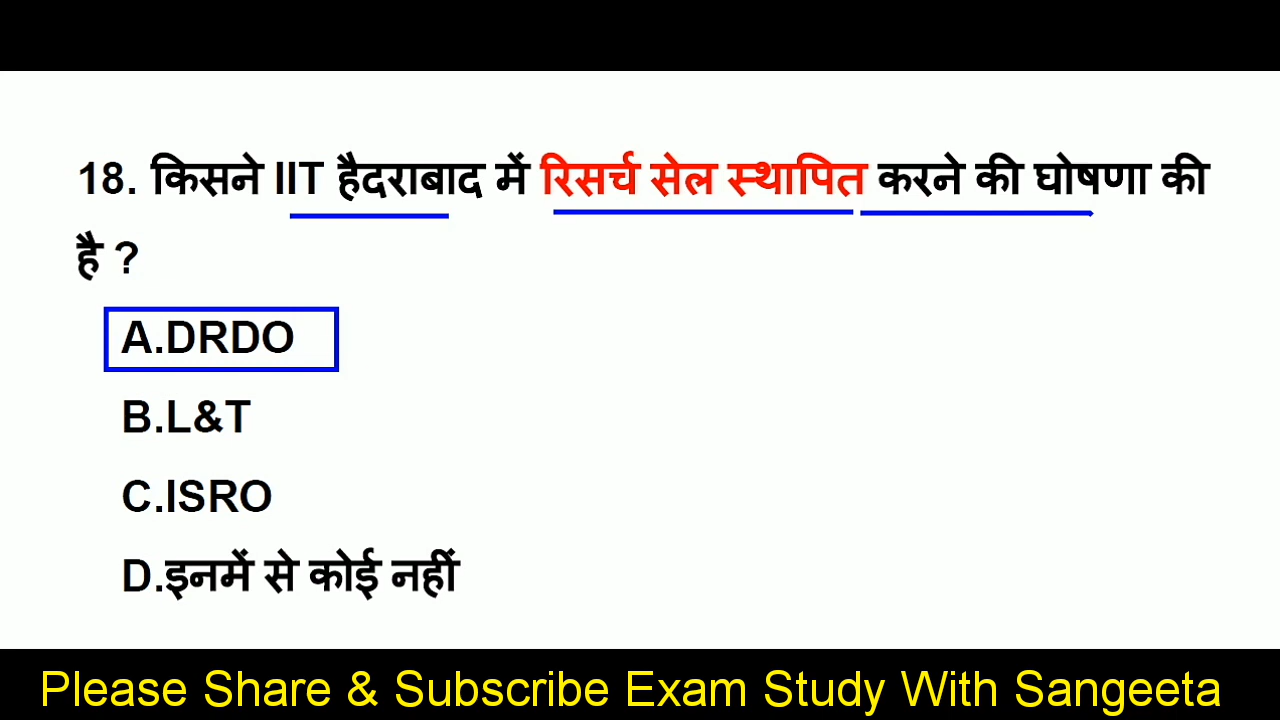 18. किसने IIT हैदराबाद में रिसर्च सेल स्थापित करने की घोषणा की
है ?
A.DRDO
B.L&T
C.ISRO
D.इनमें से कोई नहीं
Please Share & Subscribe Exam Study With Sangeeta